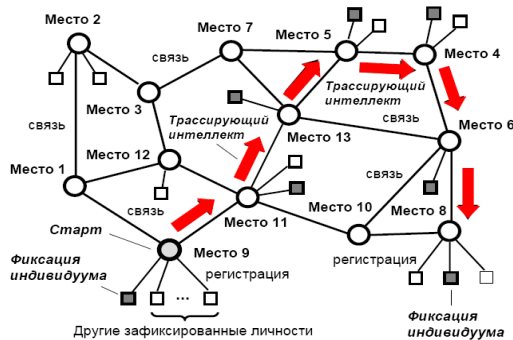 Место 2
Место 7
Место 5
Место 4
связь
Место 3
Трассирующий
интеллект
Трассирующий
интеллект
Место 13
связь
Место 6
связь
Место 12
Место 1
связь
связь
Место 10
Место 8
Место 11
Старт
Место 9
регистрация
регистрация
Фиксация
индивидуума
...
Другие зафиксированные личности
Фиксация
индивидуума